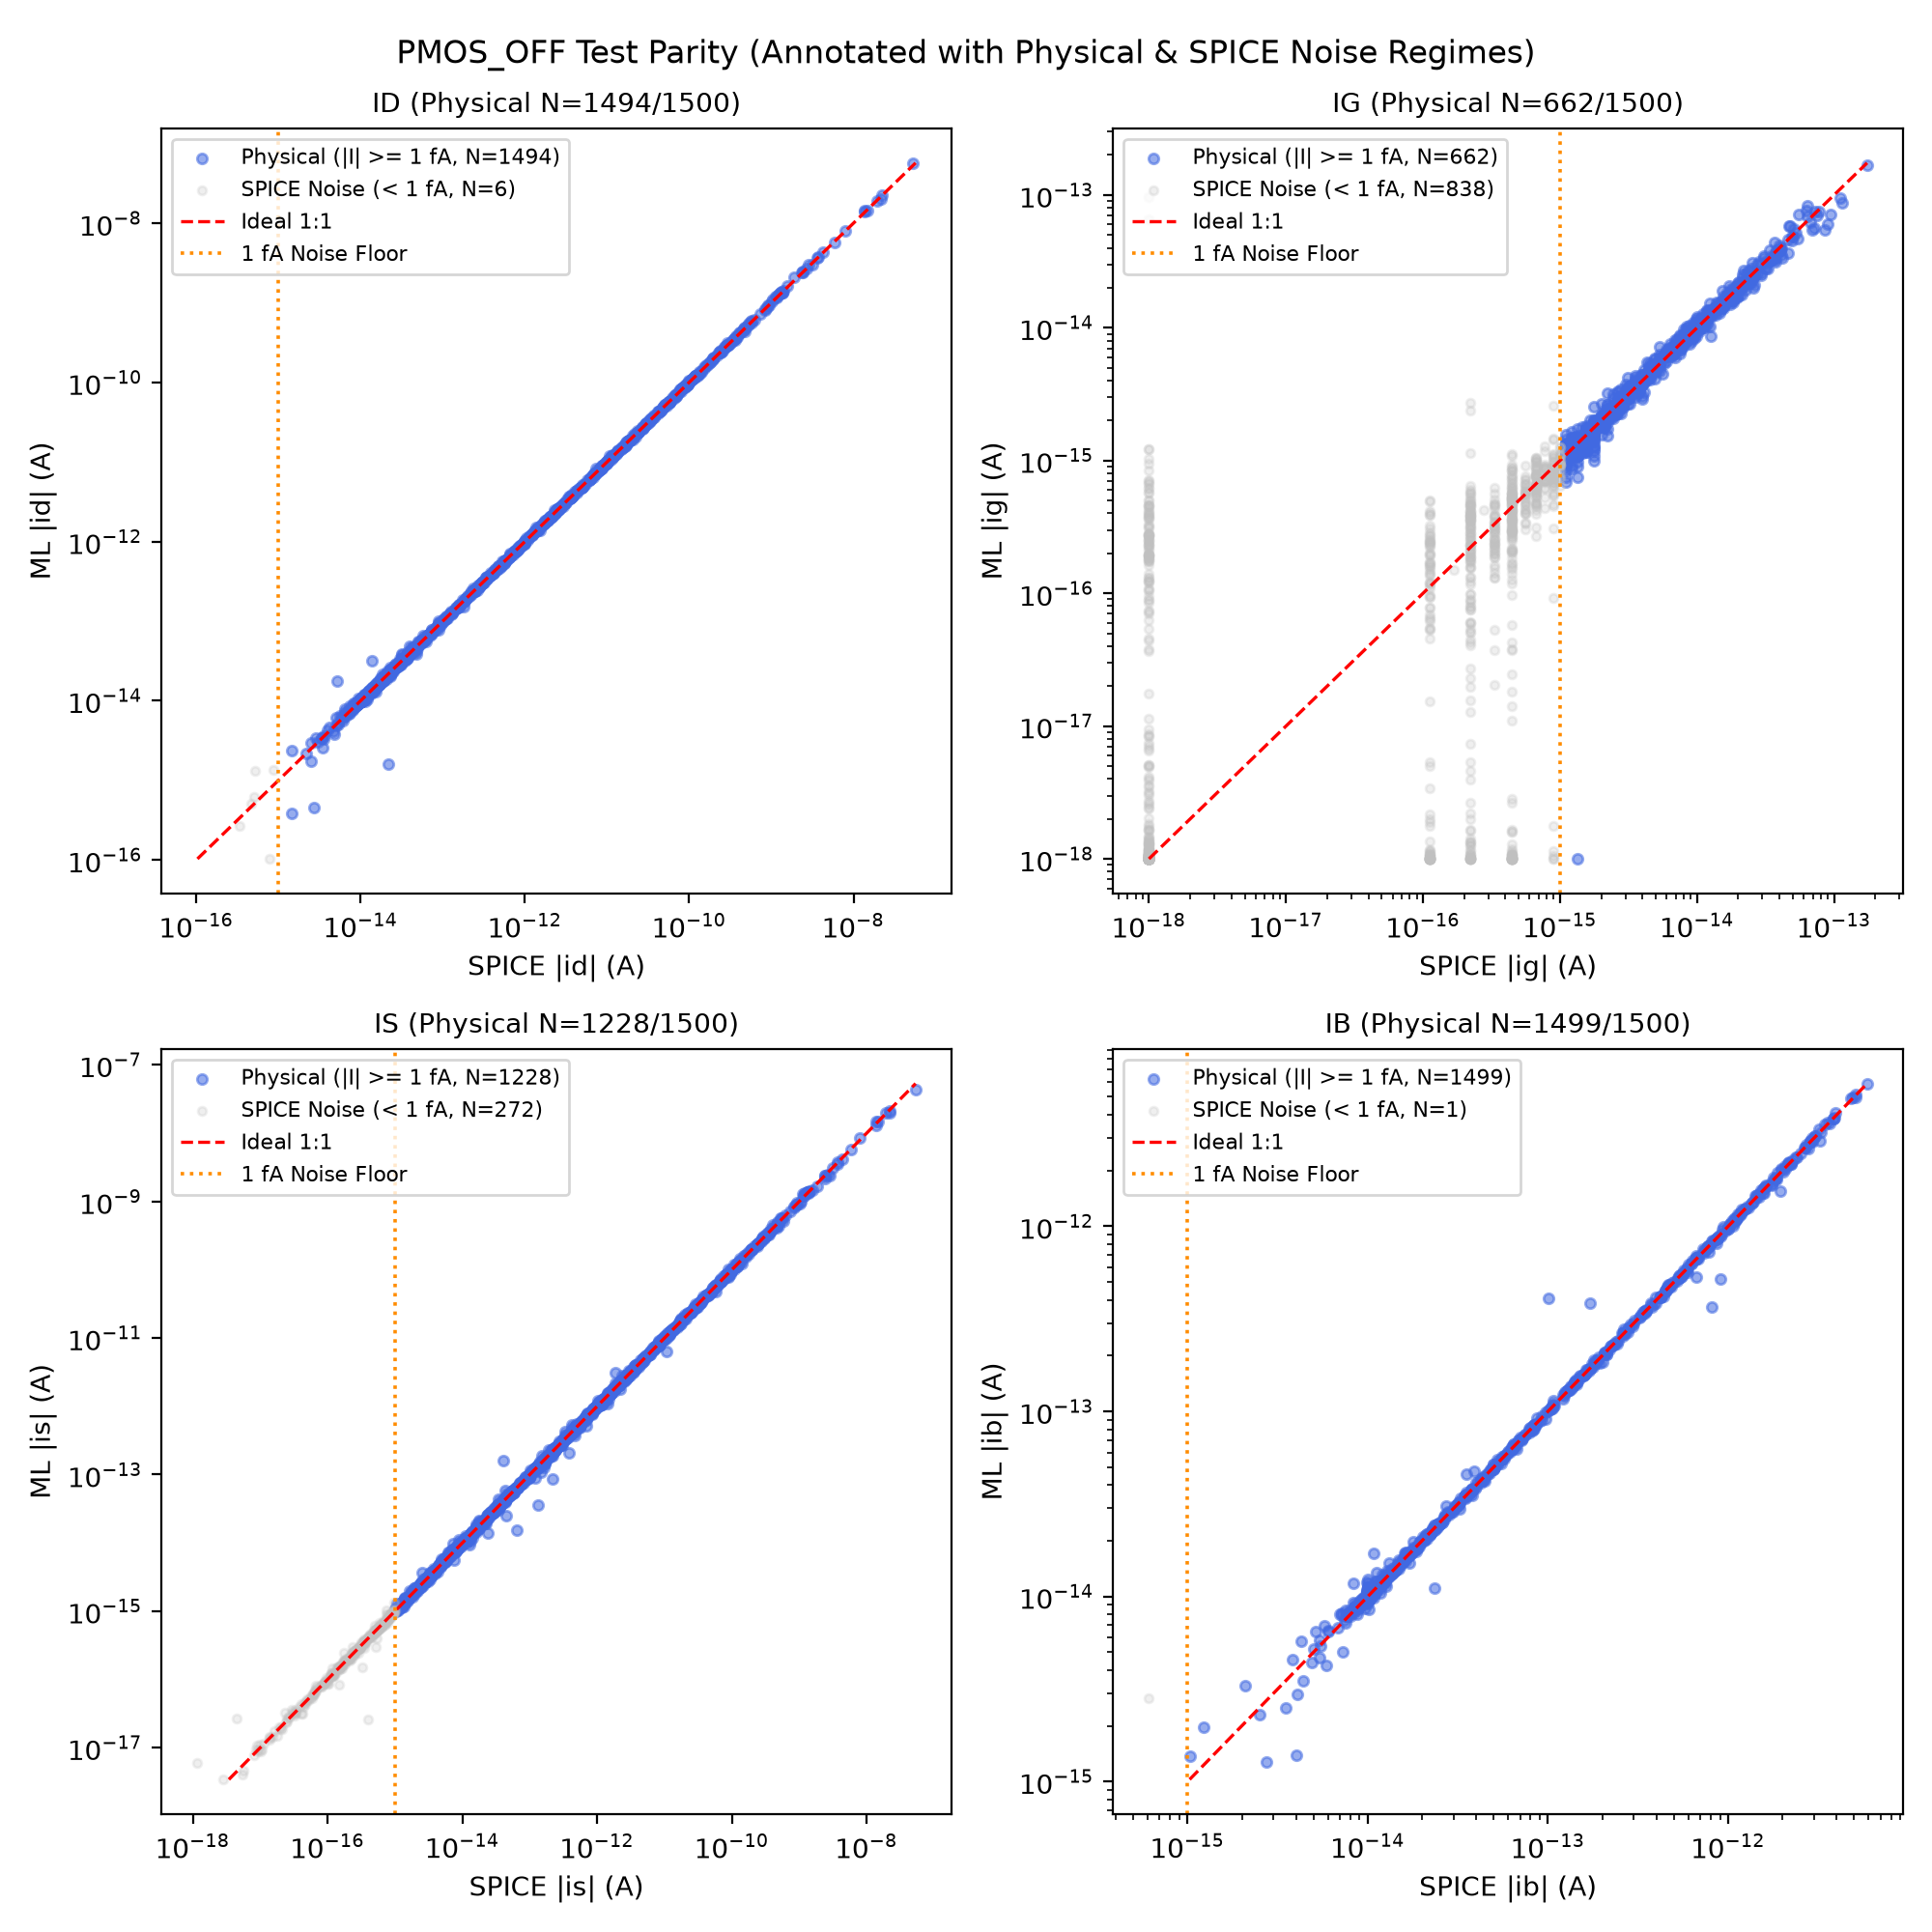 PMOS_OFF Test Parity (Annotated with Physical & SPICE Noise Regimes)
ID (Physical N=1494/1500)
Physical (|I| >= 1 fA, N=1494)
SPICE Noise (< 1 fA, N=6)
Ideal 1:1
1 fA Noise Floor
ML |id| (A)
10⁻⁸
10⁻¹⁰
10⁻¹²
10⁻¹⁴
10⁻¹⁶
10⁻¹⁶ 10⁻¹⁴ 10⁻¹² 10⁻¹⁰ 10⁻⁸
SPICE |id| (A)
IG (Physical N=662/1500)
Physical (|I| >= 1 fA, N=662)
SPICE Noise (< 1 fA, N=838)
Ideal 1:1
1 fA Noise Floor
ML |ig| (A)
10⁻¹³
10⁻¹⁴
10⁻¹⁵
10⁻¹⁶
10⁻¹⁷
10⁻¹⁸
10⁻¹⁸ 10⁻¹⁷ 10⁻¹⁶ 10⁻¹⁵ 10⁻¹⁴ 10⁻¹³
SPICE |ig| (A)
IS (Physical N=1228/1500)
Physical (|I| >= 1 fA, N=1228)
SPICE Noise (< 1 fA, N=272)
Ideal 1:1
1 fA Noise Floor
ML |is| (A)
10⁻⁷
10⁻⁹
10⁻¹¹
10⁻¹³
10⁻¹⁵
10⁻¹⁷
10⁻¹⁸ 10⁻¹⁶ 10⁻¹⁴ 10⁻¹² 10⁻¹⁰ 10⁻⁸
SPICE |is| (A)
IB (Physical N=1499/1500)
Physical (|I| >= 1 fA, N=1499)
SPICE Noise (< 1 fA, N=1)
Ideal 1:1
1 fA Noise Floor
ML |ib| (A)
10⁻¹²
10⁻¹³
10⁻¹⁴
10⁻¹⁵
10⁻¹⁵ 10⁻¹⁴ 10⁻¹³ 10⁻¹²
SPICE |ib| (A)